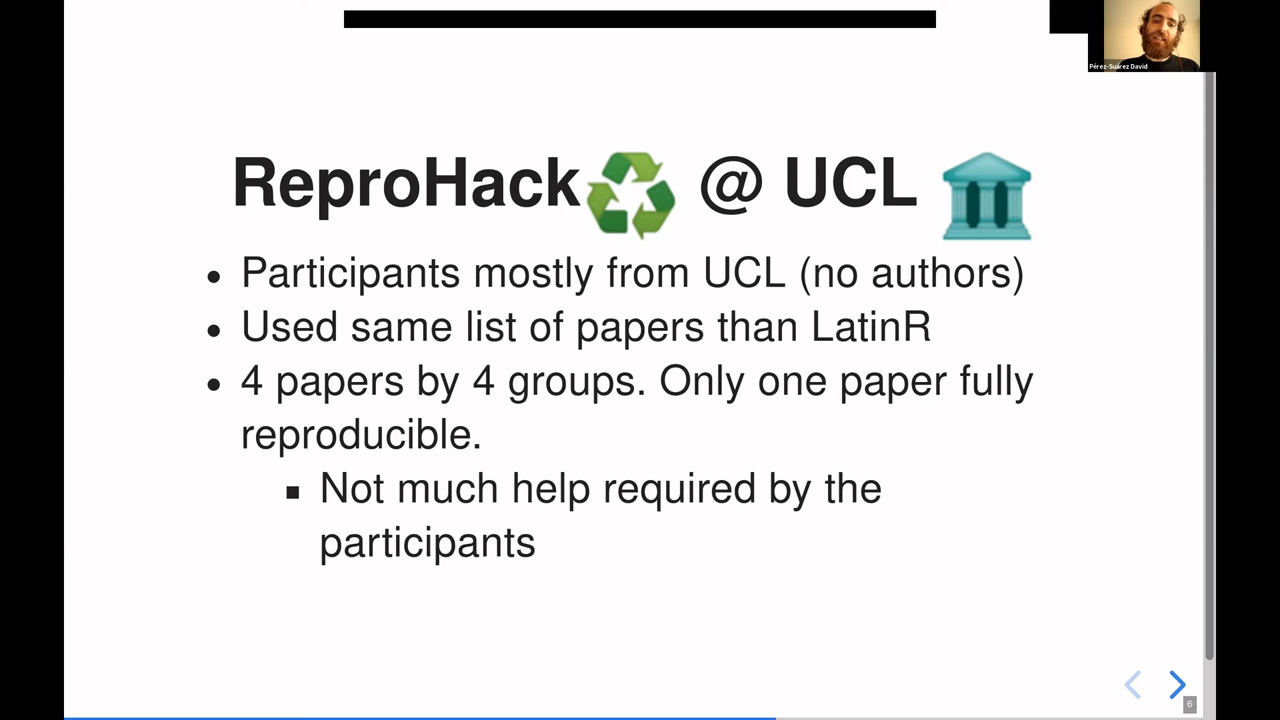 Pérez-Suárez David
ReproHack @ UCL
Participants mostly from UCL (no authors)
Used same list of papers than LatinR
4 papers by 4 groups. Only one paper fully
reproducible.
Not much help required by the
participants
6